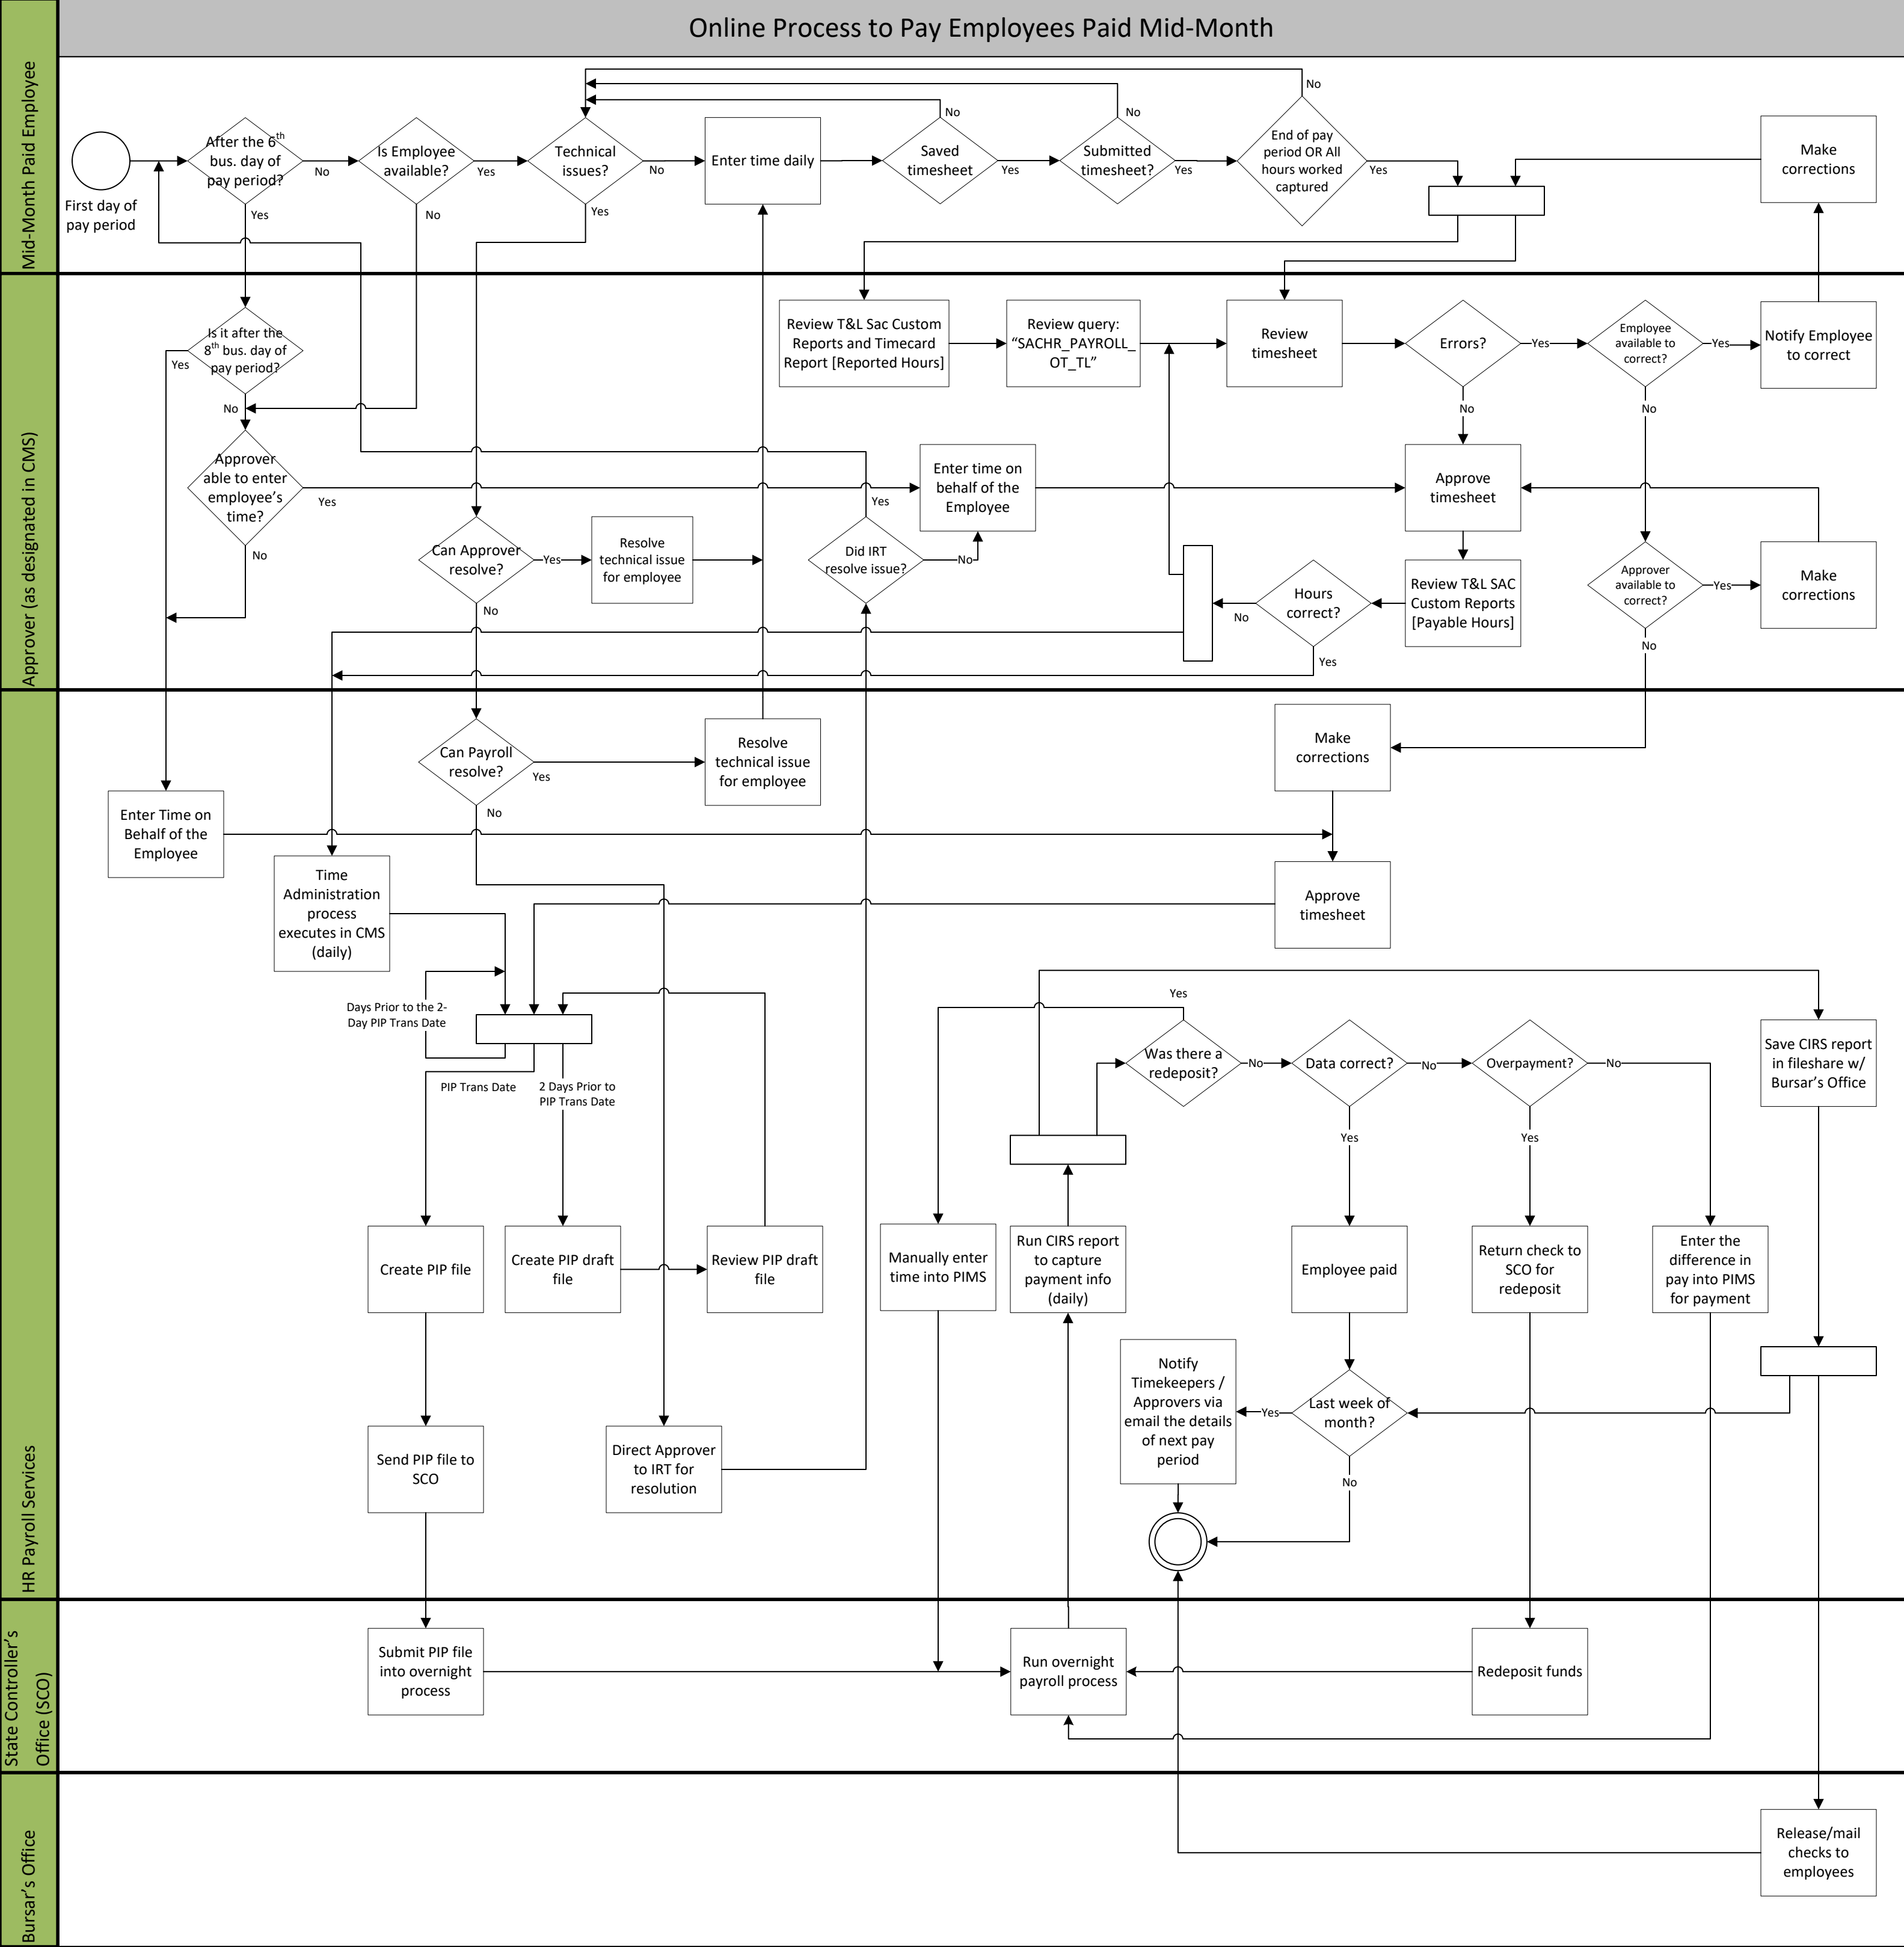 Online Process to Pay Employees Paid Mid-Month
Mid-Month Paid Employee
First day of
pay period
After the 6th
bus. day of
pay period?
No
Yes
Is Employee
available?
Yes
No
Technical
issues?
No
Yes
Enter time daily
Saved
timesheet
No
Yes
Submitted
timesheet?
No
Yes
End of pay
period OR All
hours worked
captured
No
Yes
Make
corrections
Approver (as designated in CMS)
Is it after the
8th bus. day of
pay period?
Yes
No
Approver
able to enter
employee's
time?
Yes
No
Review T&L Sac Custom
Reports and Timecard
Report [Reported Hours]
Review query:
“SACHR_PAYROLL_
OT_TL”
Review
timesheet
Errors?
Yes
No
Employee
available to
correct?
Yes
No
Notify Employee
to correct
Enter time on
behalf of the
Employee
Approve
timesheet
Can Approver
resolve?
Yes
No
Resolve
technical issue
for employee
Did IRT
resolve issue?
Yes
No
Hours
correct?
No
Yes
Review T&L SAC
Custom Reports
[Payable Hours]
Approver
available to
correct?
Yes
No
Make
corrections
HR Payroll Services
Can Payroll
resolve?
Yes
No
Resolve
technical issue
for employee
Make
corrections
Enter Time on
Behalf of the
Employee
Time
Administration
process
executes in CMS
(daily)
Approve
timesheet
Days Prior to the 2-
Day PIP Trans Date
PIP Trans Date
2 Days Prior to
PIP Trans Date
Yes
Was there a
redeposit?
No
Data correct?
No
Yes
Overpayment?
No
Yes
Save CIRS report
in fileshare w/
Bursar's Office
Create PIP file
Create PIP draft
file
Review PIP draft
file
Manually enter
time into PIMS
Run CIRS report
to capture
payment info
(daily)
Employee paid
Return check to
SCO for
redeposit
Enter the
difference in
pay into PIMS
for payment
Notify
Timekeepers /
Approvers via
email the details
of next pay
period
Yes
Last week of
month?
No
Send PIP file to
SCO
Direct Approver
to IRT for
resolution
State Controller's
Office (SCO)
Submit PIP file
into overnight
process
Run overnight
payroll process
Redeposit funds
Bursar's Office
Release/mail
checks to
employees